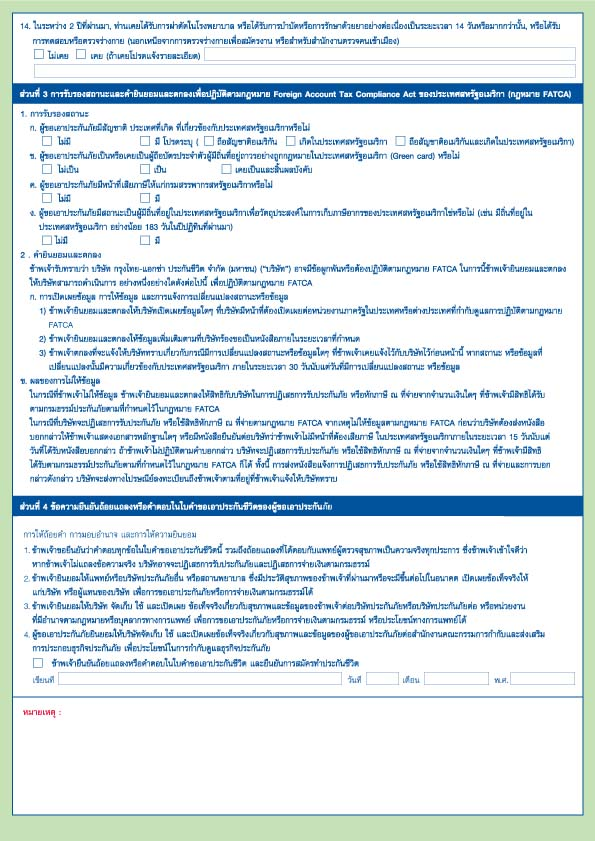 14. ในระหว่าง 2 ปีที่ผ่านมา, ท่านเคยได้รับการผ่าตัดในโรงพยาบาล หรือได้รับการบำบัดหรือการรักษาด้วยยาอย่างต่อเนื่องเป็นระยะเวลา 14 วันหรือมากกว่านั้น, หรือได้รับ
การทดสอบหรือตรวจร่างกาย (นอกเหนือจากการตรวจร่างกายเพื่อสมัครงาน หรือสำหรับสำนักงานตรวจคนเข้าเมือง)
ไม่เคย เคย (ถ้าเคยโปรดแจ้งรายละเอียด)
ส่วนที่ 3 การรับรองสถานะและคำยินยอมและตกลงเพื่อปฏิบัติตามกฎหมาย Foreign Account Tax Compliance Act ของประเทศสหรัฐอเมริกา (กฎหมาย FATCA)
1. การรับรองสถานะ
ก. ผู้ขอเอาประกันภัยมีสัญชาติ ประเทศที่เกิด ที่เกี่ยวข้องกับประเทศสหรัฐอเมริกาหรือไม่
ไม่มี มี โปรดระบุ ( ถือสัญชาติอเมริกัน เกิดในประเทศสหรัฐอเมริกา ถือสัญชาติอเมริกันและเกิดในประเทศสหรัฐอเมริกา)
ข. ผู้ขอเอาประกันภัยเป็นหรือเคยเป็นผู้ถือบัตรประจำตัวผู้มีถิ่นที่อยู่ถาวรอย่างถูกกฎหมายในประเทศสหรัฐอเมริกา (Green card) หรือไม่
ไม่เป็น เป็น เคยเป็นและสิ้นผลบังคับ
ค. ผู้ขอเอาประกันภัยมีหน้าที่เสียภาษีให้แก่กรมสรรพากรสหรัฐอเมริกาหรือไม่
ไม่มี มี
ง. ผู้ขอเอาประกันภัยมีสถานะเป็นผู้มีถิ่นที่อยู่ในประเทศสหรัฐอเมริกาเพื่อวัตถุประสงค์ในการเก็บภาษีอากรของประเทศสหรัฐอเมริกาใช่หรือไม่ (เช่น มีถิ่นที่อยู่ใน
ประเทศสหรัฐอเมริกา อย่างน้อย 183 วันในปีปฏิทินที่ผ่านมา)
ไม่มี มี
2 . คำยินยอมและตกลง
ข้าพเจ้ารับทราบว่า บริษัท กรุงไทย-แอกซ่า ประกันชีวิต จำกัด (มหาชน) ("บริษัท") อาจมีข้อผูกพันหรือต้องปฏิบัติตามกฎหมาย FATCA ในการนี้ข้าพเจ้ายินยอมและตกลง
ให้บริษัทสามารถดำเนินการ อย่างหนึ่งอย่างใดดังต่อไปนี้ เพื่อปฏิบัติตามกฎหมาย FATCA
ก. การเปิดเผยข้อมูล การให้ข้อมูล และการแจ้งการเปลี่ยนแปลงสถานะหรือข้อมูล
1) ข้าพเจ้ายินยอมและตกลงให้บริษัทเปิดเผยข้อมูลใดๆ ที่บริษัทมีหน้าที่ต้องเปิดเผยต่อหน่วยงานภาครัฐในประเทศหรือต่างประเทศที่กำกับดูแลการปฏิบัติตามกฎหมาย
FATCA
2) ข้าพเจ้ายินยอมและตกลงให้ข้อมูลเพิ่มเติมตามที่บริษัทร้องขอเป็นหนังสือภายในระยะเวลาที่กำหนด
3) ข้าพเจ้าตกลงที่จะแจ้งให้บริษัททราบเกี่ยวกับกรณีมีการเปลี่ยนแปลงสถานะหรือข้อมูลใดๆ ที่ข้าพเจ้าเคยแจ้งไว้กับบริษัทไว้ก่อนหน้านี้ หากสถานะ หรือข้อมูลที่
เปลี่ยนแปลงนั้นมีความเกี่ยวข้องกับประเทศสหรัฐอเมริกา ภายในระยะเวลา 30 วันนับแต่วันที่มีการเปลี่ยนแปลงสถานะ หรือข้อมูล
ข. ผลของการไม่ให้ข้อมูล
ในกรณีที่ข้าพเจ้าไม่ให้ข้อมูล ข้าพเจ้ายินยอมและตกลงให้สิทธิกับบริษัทในการปฏิเสธการรับประกันภัย หรือหักภาษี ณ ที่จ่ายจากจำนวนเงินใดๆ ที่ข้าพเจ้ามีสิทธิได้รับ
ตามกรมธรรม์ประกันภัยตามที่กำหนดไว้ในกฎหมาย FATCA
ในกรณีที่บริษัทจะปฏิเสธการรับประกันภัย หรือใช้สิทธิหักภาษี ณ ที่จ่ายตามกฎหมาย FATCA จากเหตุไม่ให้ข้อมูลตามกฎหมาย FATCA ก่อนว่าบริษัทต้องส่งหนังสือ
บอกกล่าวให้ข้าพเจ้าแสดงเอกสารหลักฐานใดๆ หรือมีหนังสือยืนยันต่อบริษัทว่าข้าพเจ้าไม่มีหน้าที่ต้องเสียภาษี ในประเทศสหรัฐอเมริกาภายในระยะเวลา 15 วันนับแต่
วันที่ได้รับหนังสือบอกกล่าว ถ้าข้าพเจ้าไม่ปฏิบัติตามคำบอกกล่าว บริษัทจะปฏิเสธการรับประกันภัย หรือใช้สิทธิหักภาษี ณ ที่จ่ายจากจำนวนเงินใดๆ ที่ข้าพเจ้ามีสิทธิ
ได้รับตามกรมธรรม์ประกันภัยตามที่กำหนดไว้ในกฎหมาย FATCA ก็ได้ ทั้งนี้ การส่งหนังสือแจ้งการปฏิเสธการรับประกันภัย หรือใช้สิทธิหักภาษี ณ ที่จ่ายและการบอก
กล่าวดังกล่าว บริษัทจะส่งทางไปรษณีย์ลงทะเบียนถึงข้าพเจ้าตามที่อยู่ที่ข้าพเจ้าแจ้งให้บริษัททราบ
ส่วนที่ 4 ข้อความยืนยันถ้อยแถลงหรือคำตอบในใบคำขอเอาประกันชีวิตของผู้ขอเอาประกันภัย
การให้ถ้อยคำ การมอบอำนาจ และการให้ความยินยอม
1. ข้าพเจ้าขอยืนยันว่าคำตอบทุกข้อในใบคำขอเอาประกันชีวิตนี้ รวมถึงถ้อยแถลงที่ได้ตอบกับแพทย์ผู้ตรวจสุขภาพเป็นความจริงทุกประการ ซึ่งข้าพเจ้าเข้าใจดีว่า
หากข้าพเจ้าไม่แถลงข้อความจริง บริษัทอาจจะปฏิเสธการรับประกันภัยและปฏิเสธการจ่ายเงินตามกรมธรรม์
2. ข้าพเจ้ายินยอมให้แพทย์หรือบริษัทประกันภัยอื่น หรือสถานพยาบาล ซึ่งมีประวัติสุขภาพของข้าพเจ้าที่ผ่านมาหรือจะมีขึ้นต่อไปในอนาคต เปิดเผยข้อเท็จจริงให้
แก่บริษัท หรือผู้แทนของบริษัท เพื่อการขอเอาประกันภัยหรือการจ่ายเงินตามกรมธรรม์ได้
3. ข้าพเจ้ายินยอมให้บริษัท จัดเก็บ ใช้ และเปิดเผย ข้อเท็จจริงเกี่ยวกับสุขภาพและข้อมูลของข้าพเจ้าต่อบริษัทประกันภัยหรือบริษัทประกันภัยต่อ หรือหน่วยงาน
ที่มีอำนาจตามกฎหมายหรือบุคลากรทางการแพทย์ เพื่อการขอเอาประกันภัยหรือการจ่ายเงินตามกรมธรรม์ หรือประโยชน์ทางการแพทย์ได้
4. ผู้ขอเอาประกันภัยยินยอมให้บริษัทจัดเก็บ ใช้ และเปิดเผยข้อเท็จจริงเกี่ยวกับสุขภาพและข้อมูลของผู้ขอเอาประกันภัยต่อสำนักงานคณะกรรมการกำกับและส่งเสริม
การประกอบธุรกิจประกันภัย เพื่อประโยชน์ในการกำกับดูแลธุรกิจประกันภัย
ข้าพเจ้ายืนยันถ้อยแถลงหรือคำตอบในใบคำขอเอาประกันชีวิต และยืนยันการสมัครทำประกันชีวิต
เขียนที่ วันที่ เดือน พ.ศ.
หมายเหตุ :